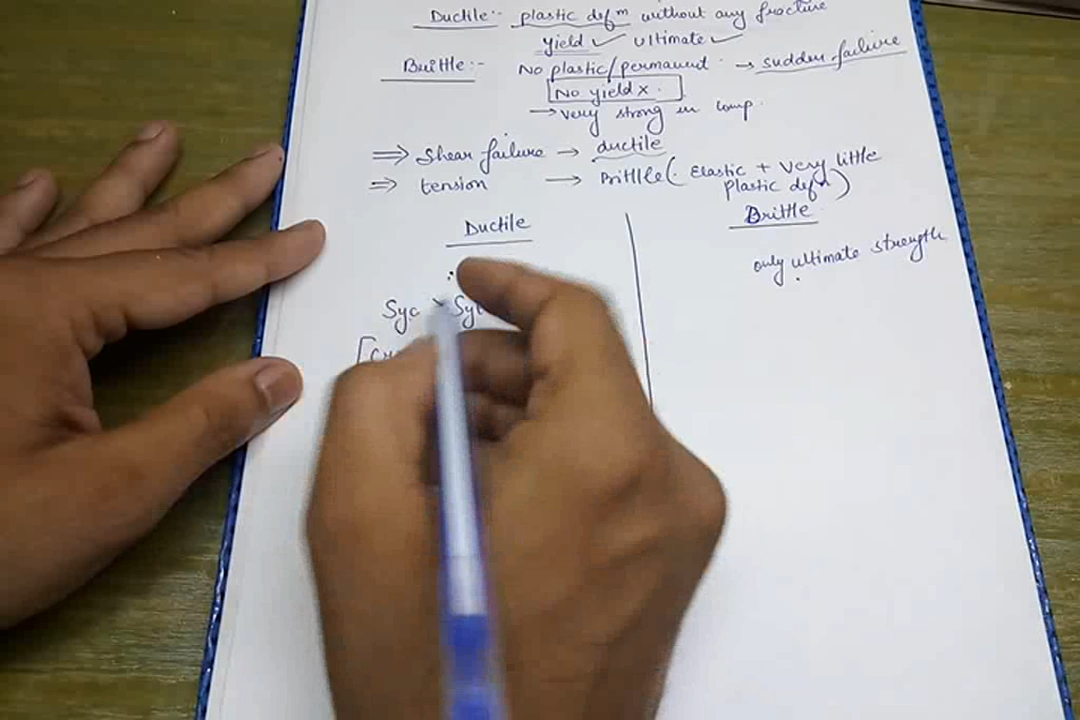 Ductile:- plastic defm without any fracture
yield ✓ ultimate ✓
Brittle:- No plastic/permanent → sudden failure
No yield x.
→ very strong in comp.
⇒ Shear failure → ductile
⇒ tension → Brittle (. Elastic + very little
plastic defn)
Ductile
Brittle
only ultimate strength
Syc